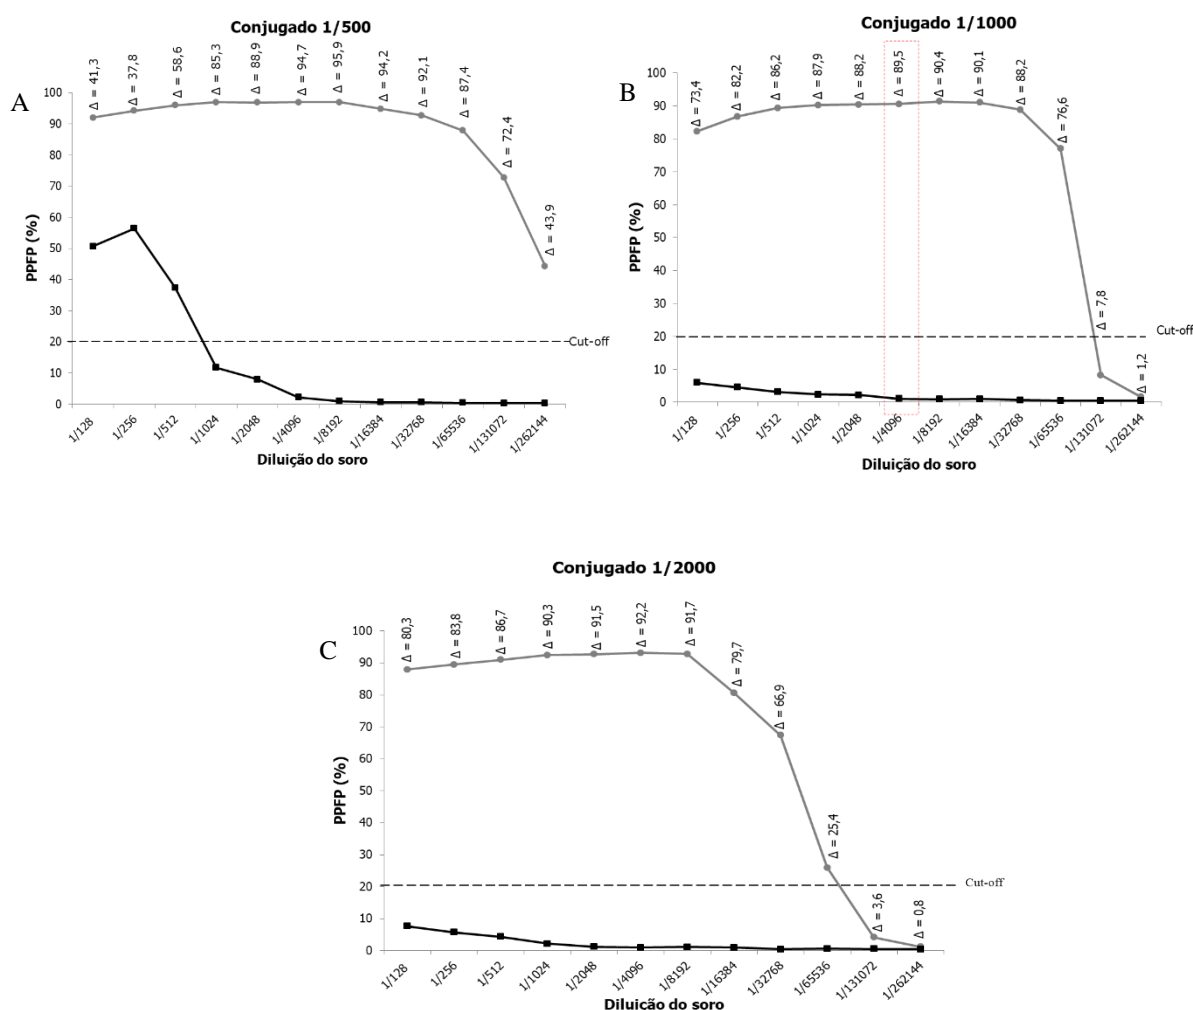 Conjugado 1/500
A
Δ = 41,3
Δ = 37,8
Δ = 58,6
Δ = 85,3
Δ = 88,9
Δ = 94,7
Δ = 95,9
Δ = 94,2
Δ = 92,1
Δ = 87,4
Δ = 72,4
Δ = 43,9
PPFP (%)
100
90
80
70
60
50
40
30
20
10
0
Cut-off
1/128
1/256
1/512
1/1024
1/2048
1/4096
1/8192
1/16384
1/32768
1/65536
1/131072
1/262144
Diluição do soro
Conjugado 1/1000
B
Δ = 73,4
Δ = 82,2
Δ = 86,2
Δ = 87,9
Δ = 88,2
Δ = 89,5
Δ = 90,4
Δ = 90,1
Δ = 88,2
Δ = 76,6
Δ = 7,8
Δ = 1,2
PPFP (%)
100
90
80
70
60
50
40
30
20
10
0
Cut-off
1/128
1/256
1/512
1/1024
1/2048
1/4096
1/8192
1/16384
1/32768
1/65536
1/131072
1/262144
Diluição do soro
Conjugado 1/2000
C
Δ = 80,3
Δ = 83,8
Δ = 86,7
Δ = 90,3
Δ = 91,5
Δ = 92,2
Δ = 91,7
Δ = 79,7
Δ = 66,9
Δ = 25,4
Δ = 3,6
Δ = 0,8
PPFP (%)
100
90
80
70
60
50
40
30
20
10
0
Cut-off
1/128
1/256
1/512
1/1024
1/2048
1/4096
1/8192
1/16384
1/32768
1/65536
1/131072
1/262144
Diluição do soro